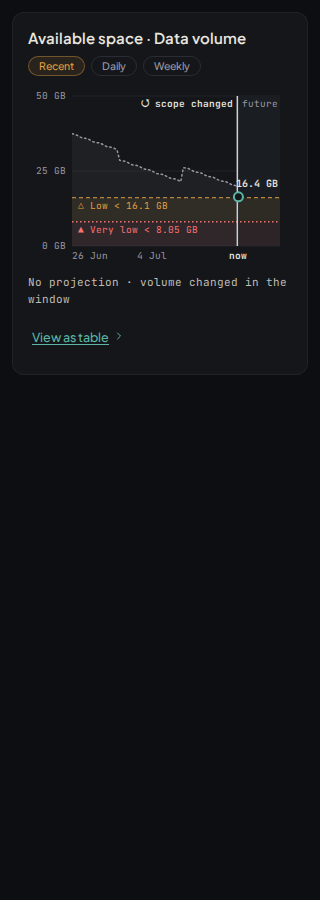 Available space · Data volume
Recent Daily Weekly
50 GB
↺ scope changed future
25 GB
16.4 GB
△ Low < 16.1 GB
▲ Very low < 8.05 GB
0 GB
26 Jun 4 Jul now
No projection · volume changed in the
window
View as table ›